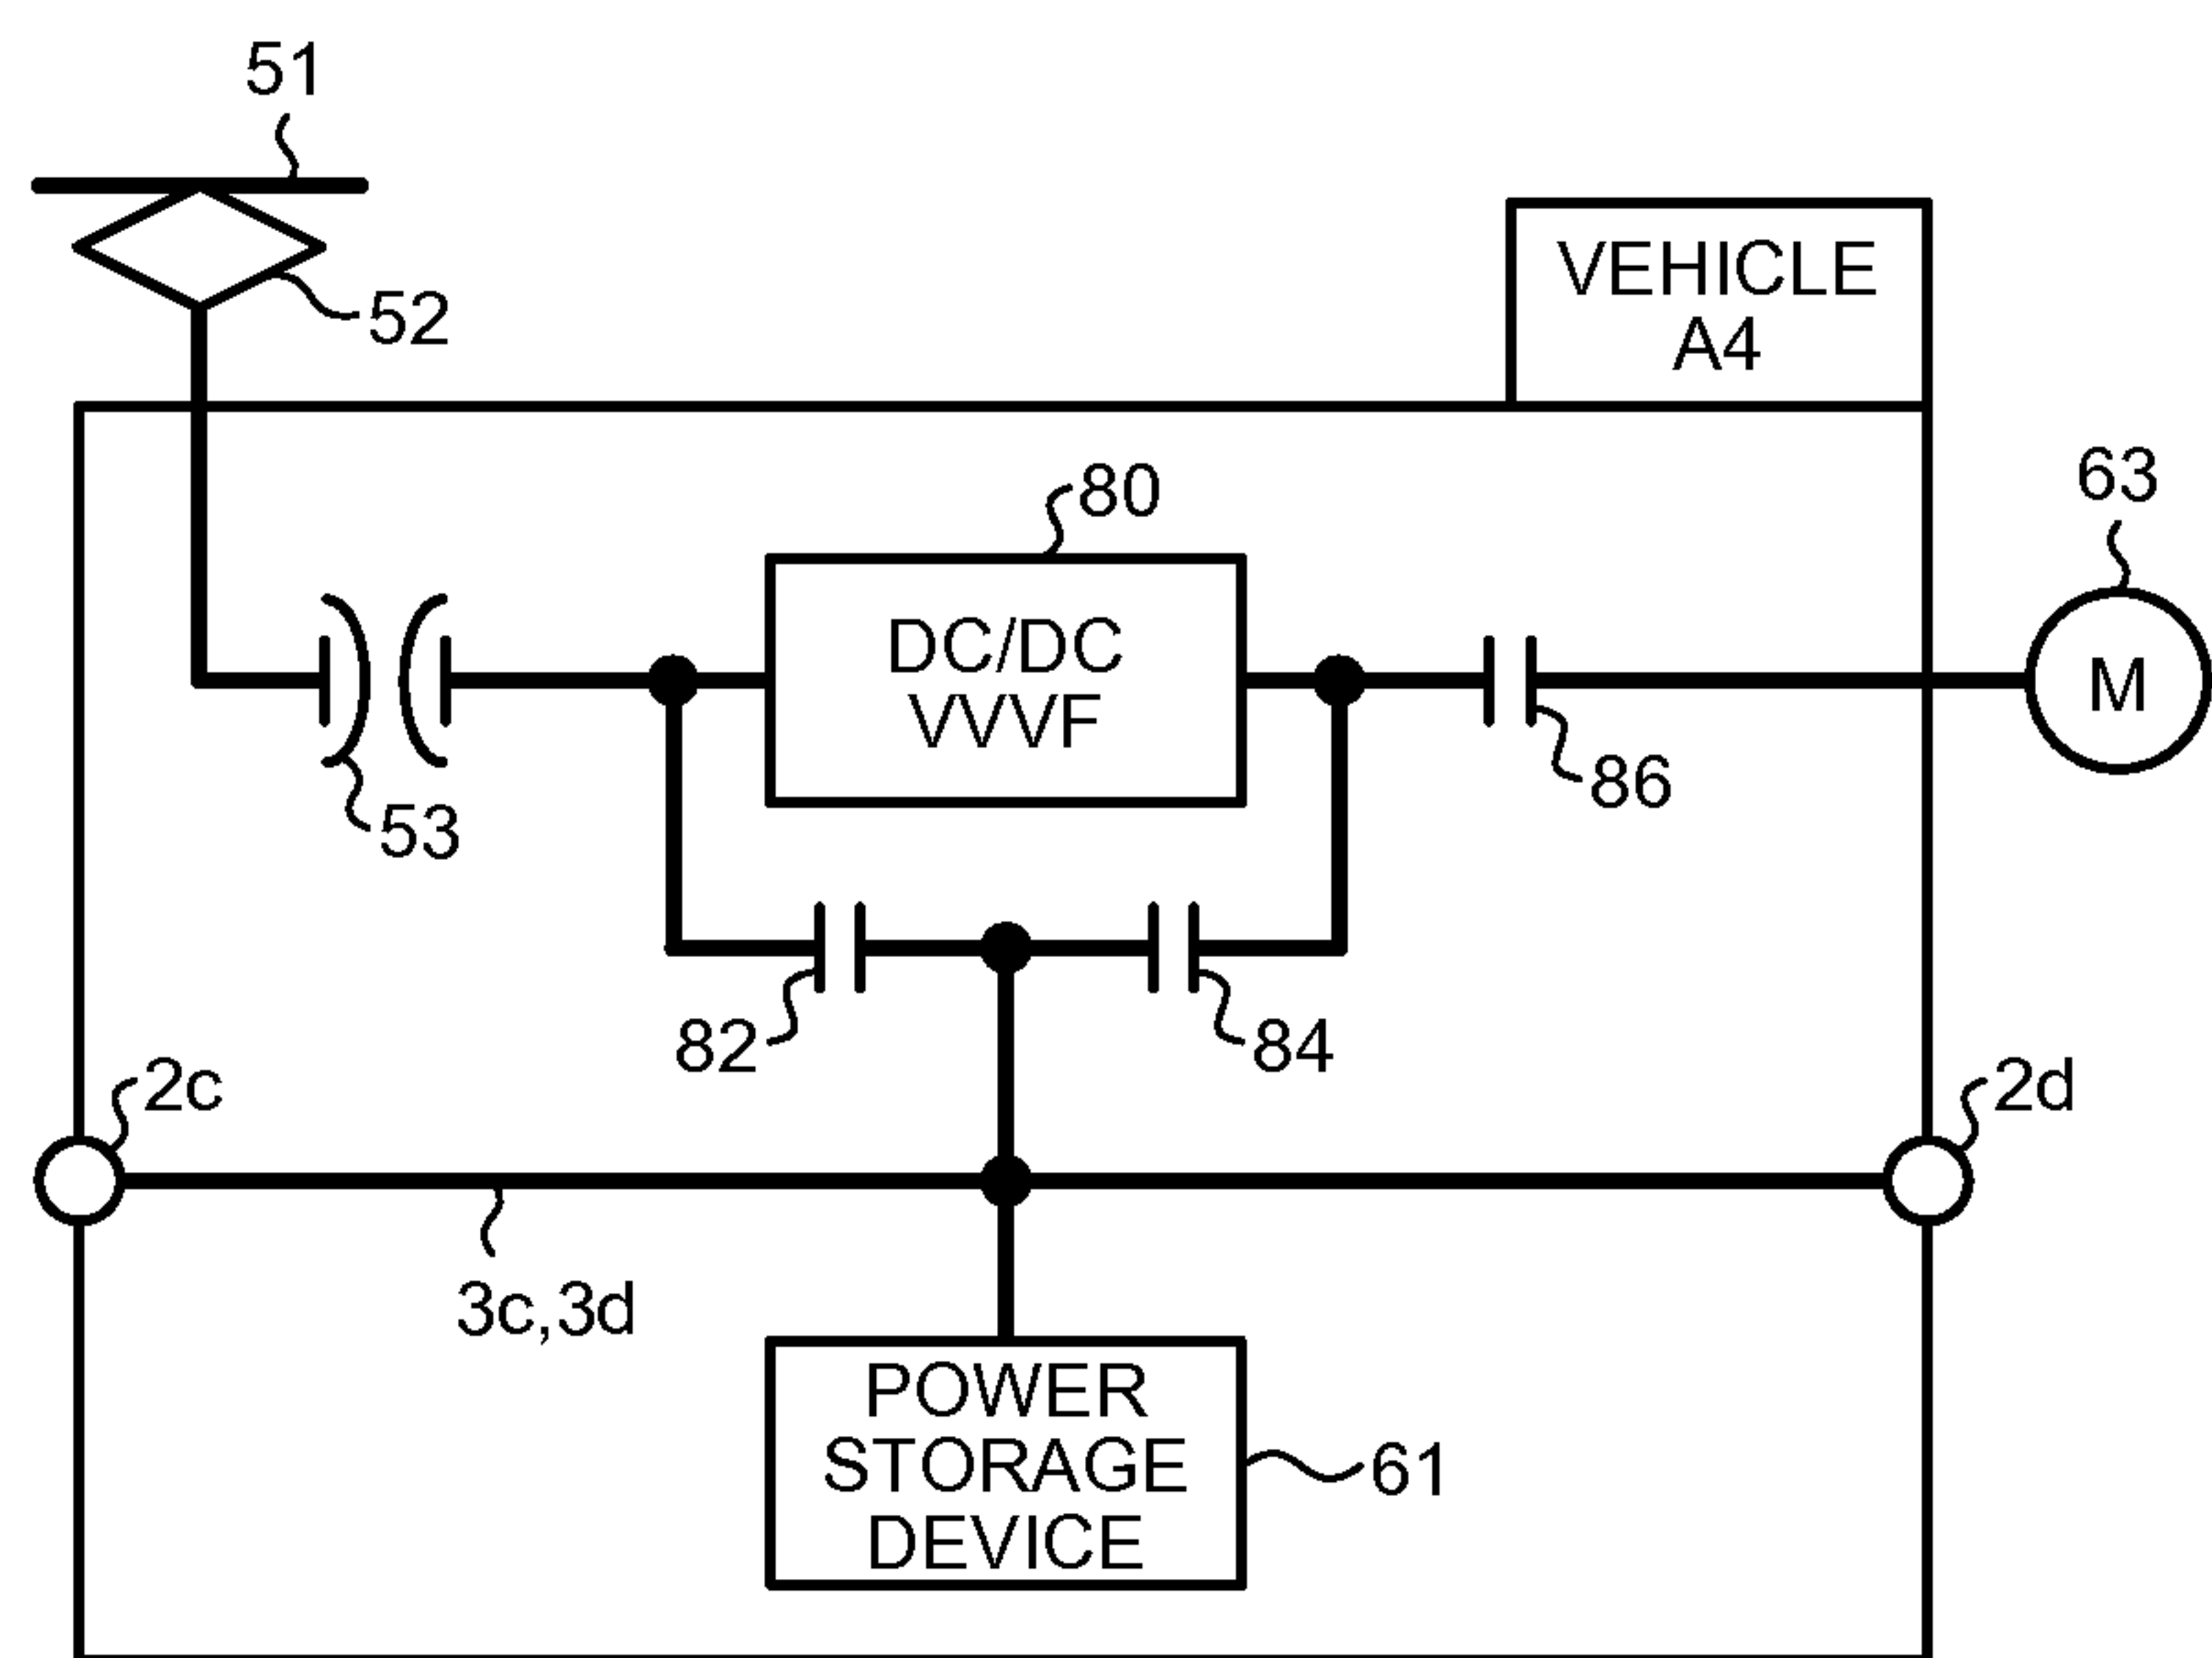 51
VEHICLE
A4
52
63
80
DC/DC
VVVF
M
86
53
82
84
2c
2d
3c,3d
POWER
STORAGE
DEVICE
61